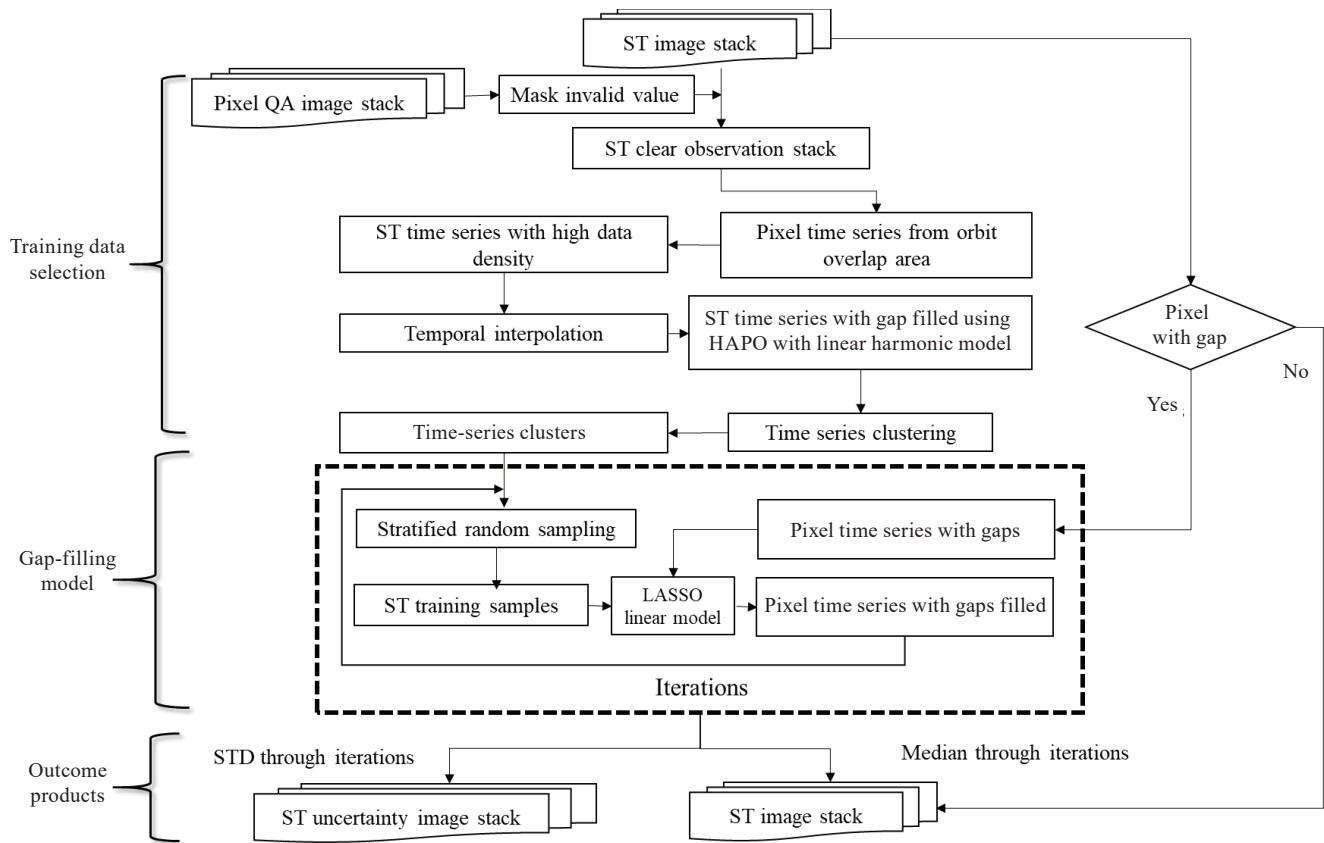 ST image stack
Pixel QA image stack
Mask invalid value
ST clear observation stack
Training data
selection
ST time series with high data
density
Pixel time series from orbit
overlap area
Temporal interpolation
ST time series with gap filled using
HAPO with linear harmonic model
Pixel
with gap
No
Yes
Time-series clusters
Time series clustering
Gap-filling
model
Stratified random sampling
Pixel time series with gaps
ST training samples
LASSO
linear model
Pixel time series with gaps filled
Iterations
Outcome
products
STD through iterations
Median through iterations
ST uncertainty image stack
ST image stack